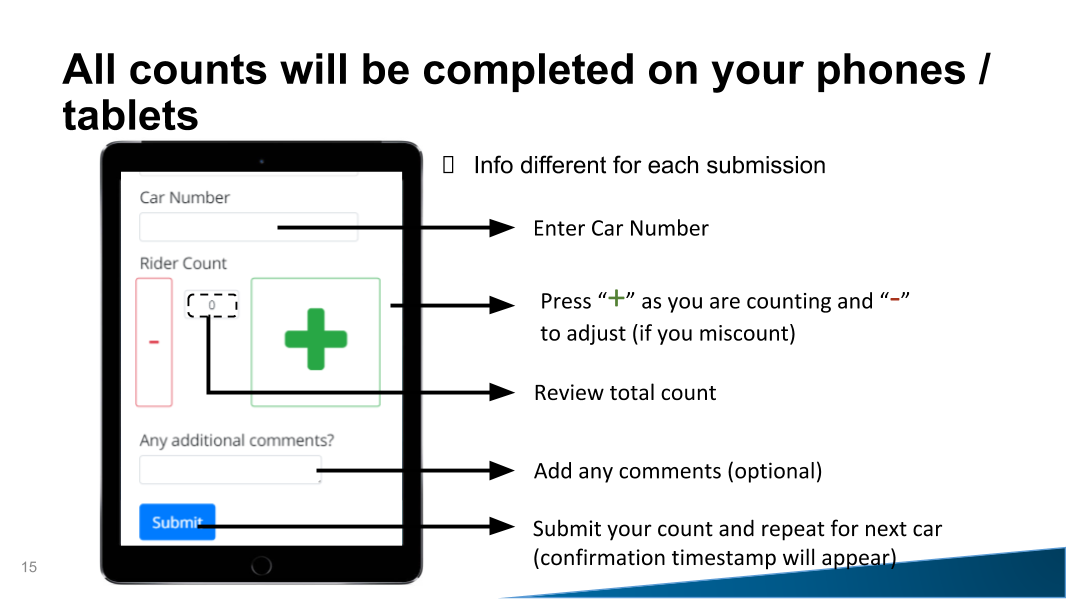 All counts will be completed on your phones /
tablets
Info different for each submission
Car Number
Enter Car Number
Rider Count
0
-
+
Press “+” as you are counting and “-”
to adjust (if you miscount)
Review total count
Any additional comments?
Add any comments (optional)
Submit
Submit your count and repeat for next car
(confirmation timestamp will appear)
15